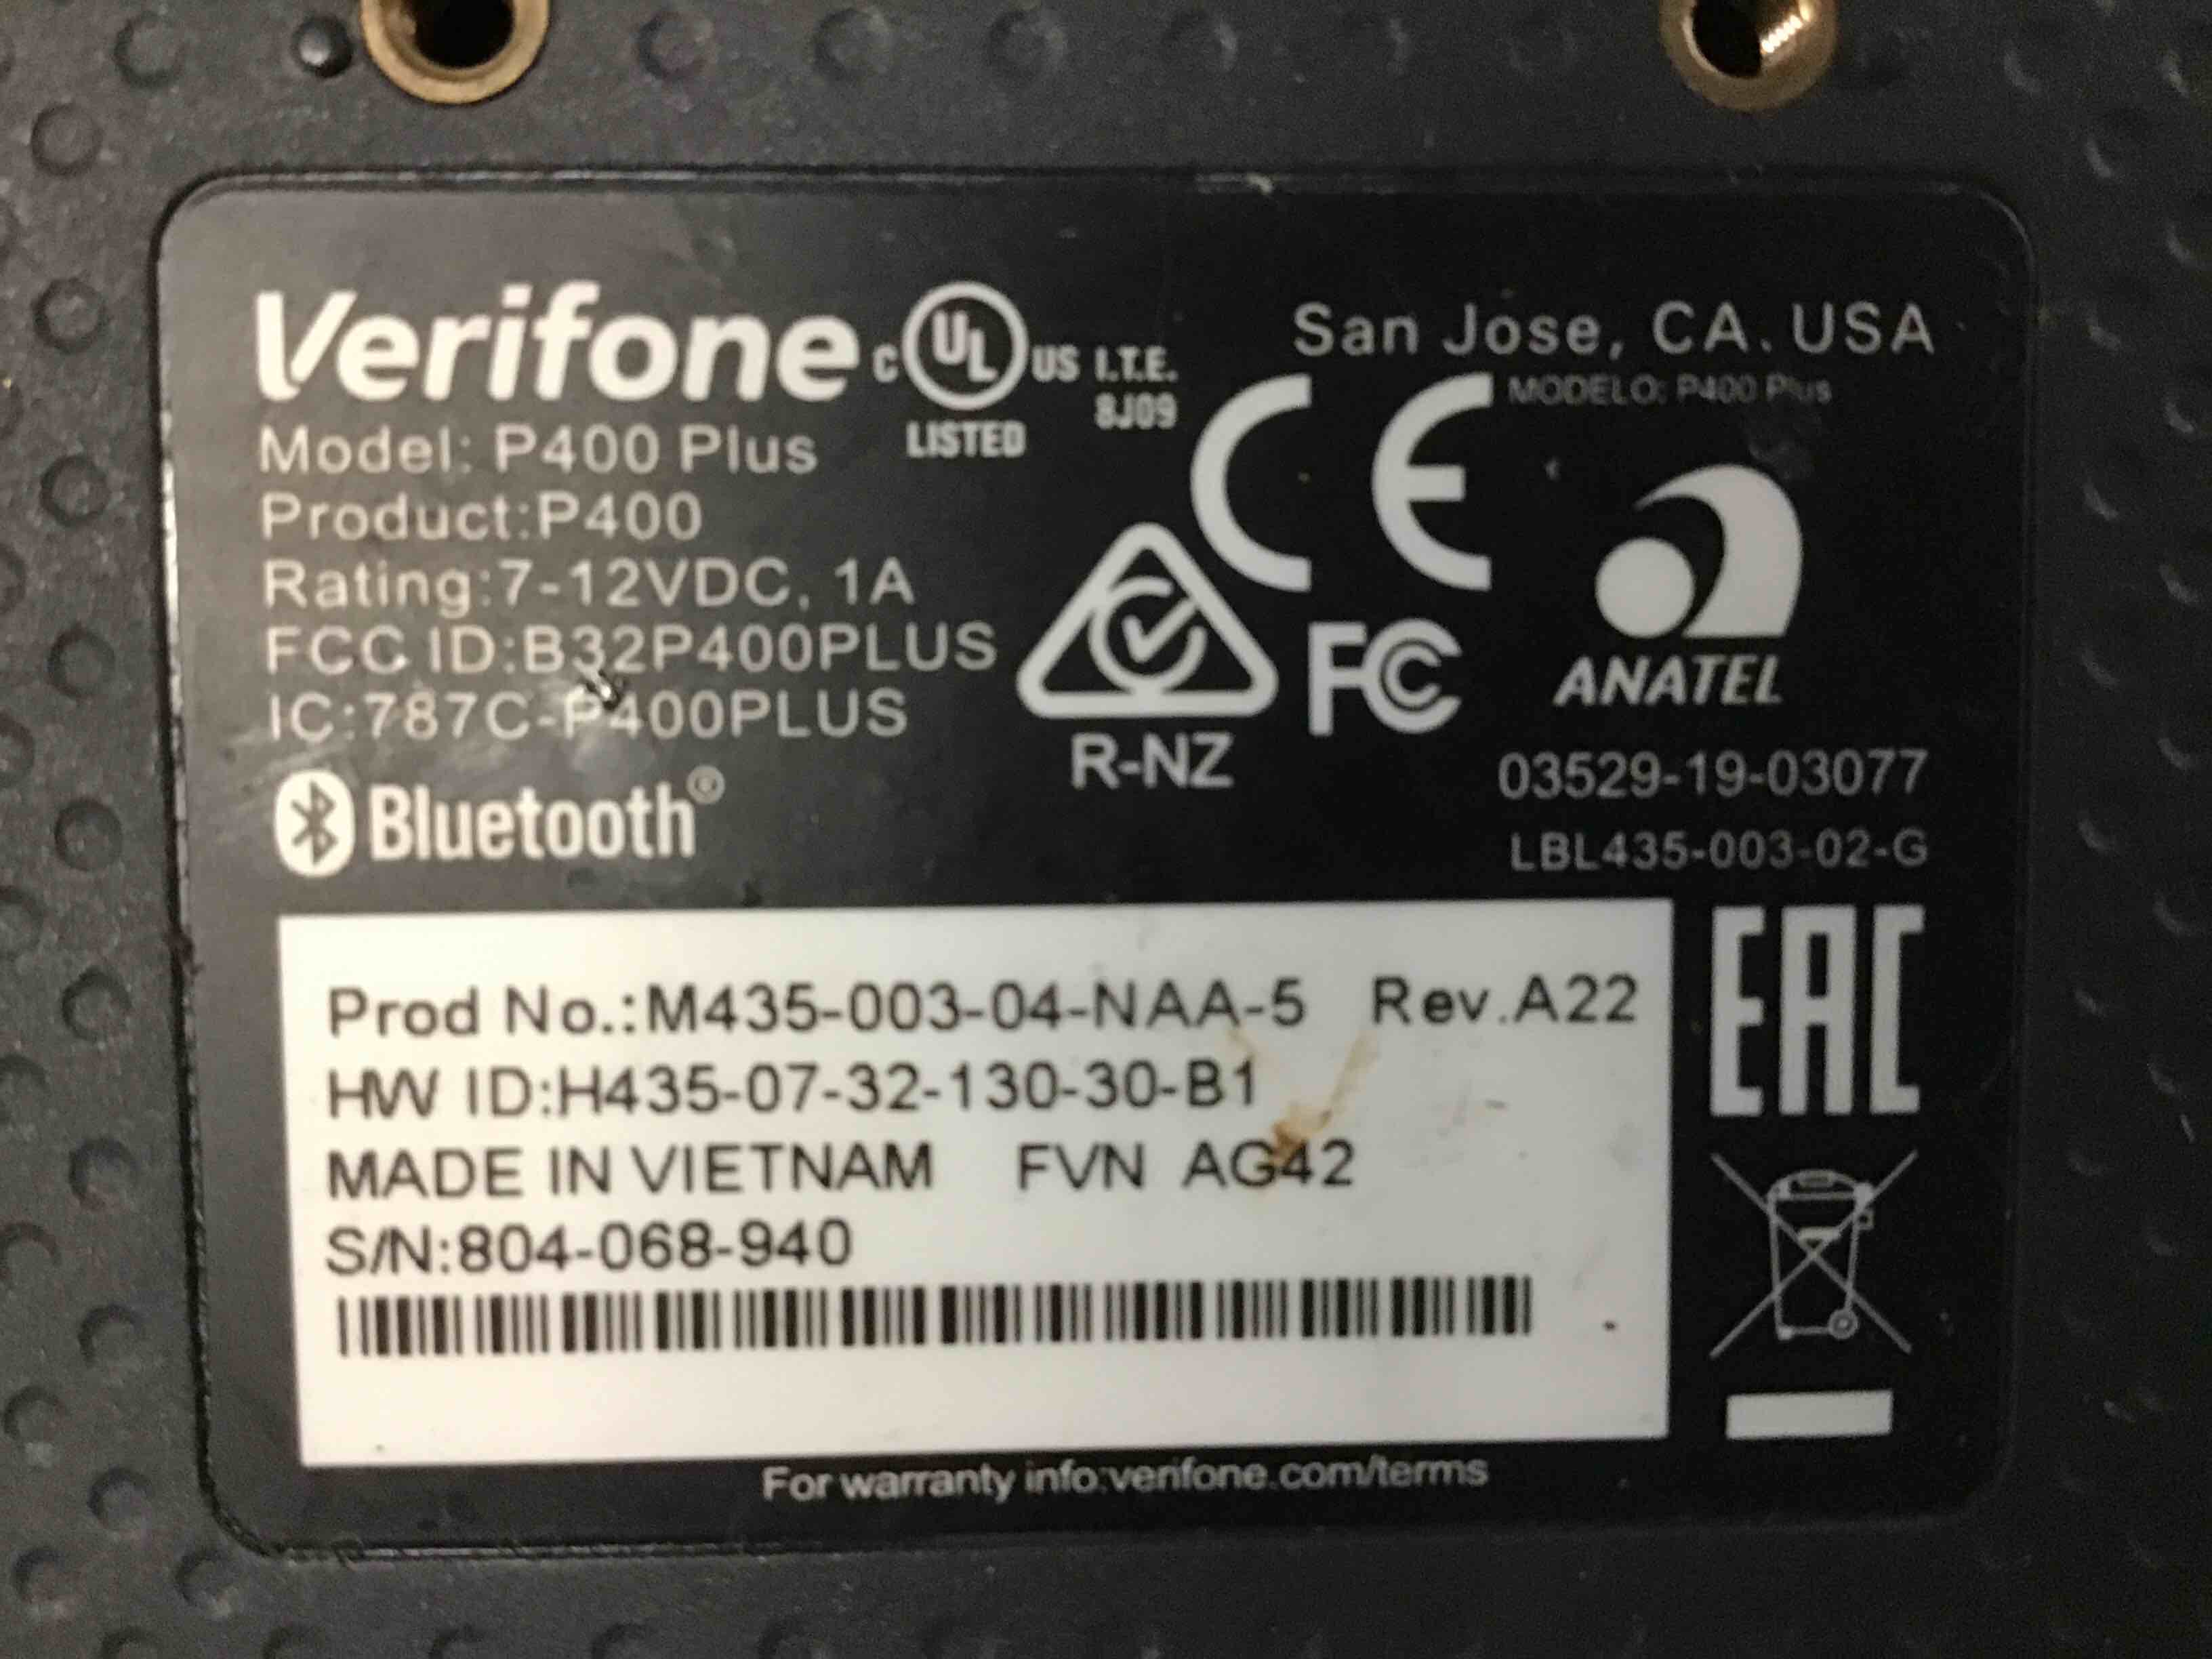 Verifone
C UL US I.T.E.
8J09
LISTED
San Jose, CA. USA
MODELO: P400 Plus
Model: P400 Plus
Product:P400
Rating:7-12VDC, 1A
FCC ID:B32P400PLUS
IC:787C-P400PLUS
Bluetooth®
CE
R-NZ
FC
ANATEL
03529-19-03077
LBL435-003-02-G
Prod No.:M435-003-04-NAA-5 Rev.A22
HW ID:H435-07-32-130-30-B1
MADE IN VIETNAM FVN AG42
S/N:804-068-940
EAC
For warranty info:verifone.com/terms